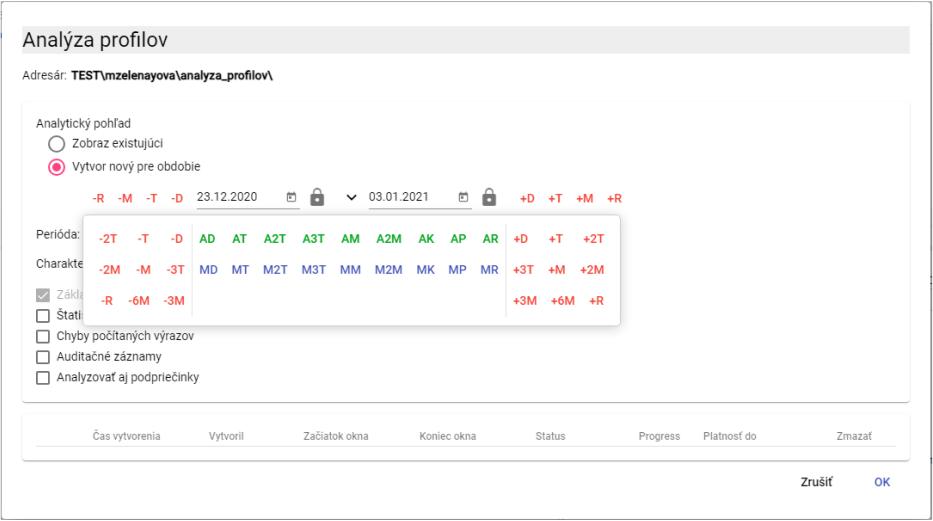 Analýza profilov
Adresár: TEST\mzelenayova\analyza_profilov\
Analytický pohľad
Zobraz existujúci
Vytvor nový pre obdobie
-R -M -T -D 23.12.2020 03.01.2021 +D +T +M +R
Perióda:
-2T -T -D AD AT A2T A3T AM A2M AK AP AR +D +T +2T
Charakte
-2M -M -3T MD MT M2T M3T MM M2M MK MP MR +3T +M +2M
Zákla
-R -6M -3M +3M +6M +R
Štati
Chyby počítaných výrazov
Auditačné záznamy
Analyzovať aj podpriečinky
Čas vytvorenia Vytvoril Začiatok okna Koniec okna Status Progress Platnosť do Zmazať
Zrušiť OK